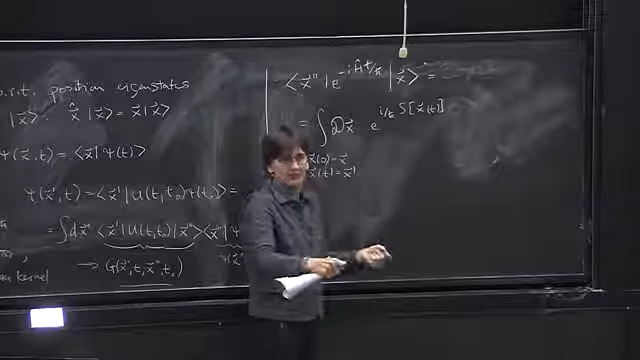 o.r.t. position eigenstates
|x⃗⟩ : x̂⃗ |x⃗⟩ = x⃗ |x⃗⟩
Ψ(x⃗,t) = ⟨x⃗|Ψ(t)⟩
Ψ(x⃗',t) = ⟨x⃗'|U(t,t₀)Ψ(t₀)⟩ =
= ∫dx⃗'' ⟨x⃗'|U(t,t₀)|x⃗''⟩⟨x⃗''|Ψ
→ G(x⃗',t,x⃗'',t₀)
kernel
⟨x⃗''|e^{-iĤt/ℏ}|x⃗⟩ =
= ∫𝒟x⃗ e^{i/ℏ S[x⃗(t)]}
x⃗(0)=x⃗
x⃗(t)=x⃗'